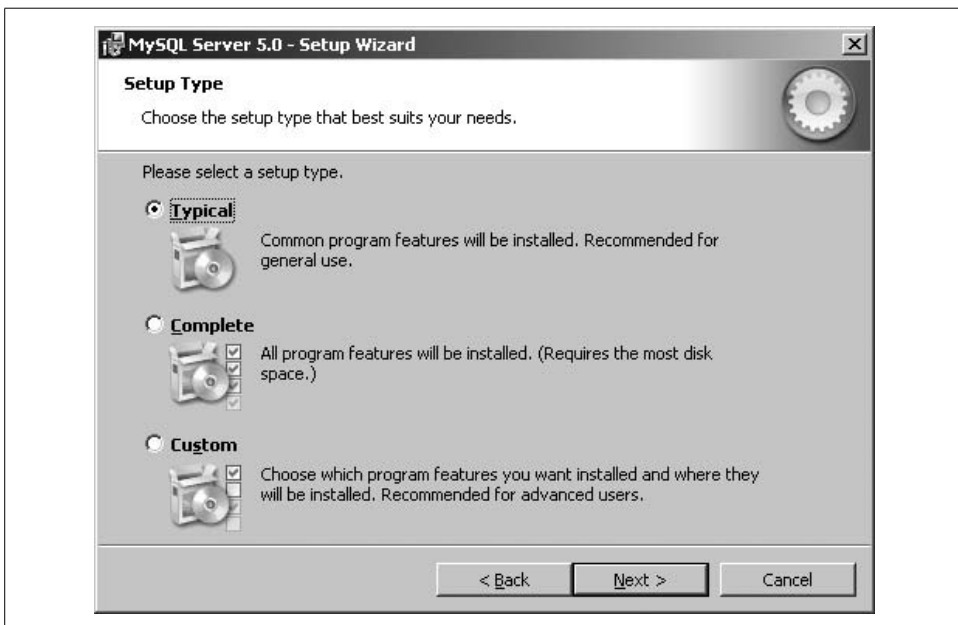 MySQL Server 5.0 - Setup Wizard
Setup Type
Choose the setup type that best suits your needs.
Please select a setup type.
Typical
Common program features will be installed. Recommended for
general use.
Complete
All program features will be installed. (Requires the most disk
space.)
Custom
Choose which program features you want installed and where they
will be installed. Recommended for advanced users.
< Back
Next >
Cancel